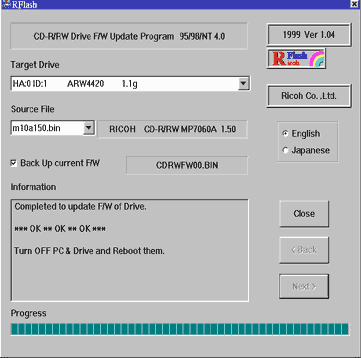 RFlash
CD-R/RW Drive F/W Update Program 95/98/NT 4.0
1999 Ver 1.04
R Flash
Ricoh
Target Drive
HA:0 ID:1 ARW4420 1.1g
Ricoh Co.,Ltd.
Source File
m10a150.bin
RICOH CD-R/RW MP7060A 1.50
English
Japanese
Back Up current F/W
CDRWFW00.BIN
Information
Completed to update F/W of Drive.
*** OK ** OK ** OK ***
Turn OFF PC & Drive and Reboot them.
Close
< Back
Next >
Progress